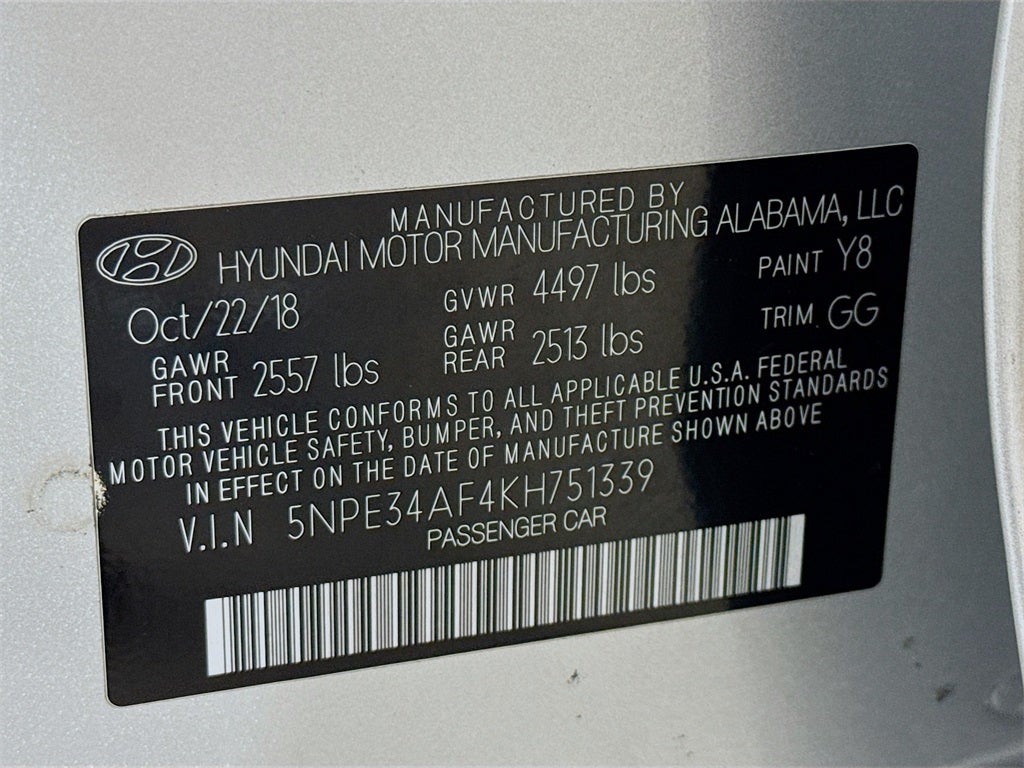 MANUFACTURED BY
HYUNDAI MOTOR MANUFACTURING ALABAMA, LLC
Oct/22/18 GVWR 4497 lbs PAINT Y8
GAWR FRONT 2557 lbs GAWR REAR 2513 lbs TRIM GG
THIS VEHICLE CONFORMS TO ALL APPLICABLE U.S.A. FEDERAL
MOTOR VEHICLE SAFETY, BUMPER, AND THEFT PREVENTION STANDARDS
IN EFFECT ON THE DATE OF MANUFACTURE SHOWN ABOVE
V.I.N 5NPE34AF4KH751339
PASSENGER CAR